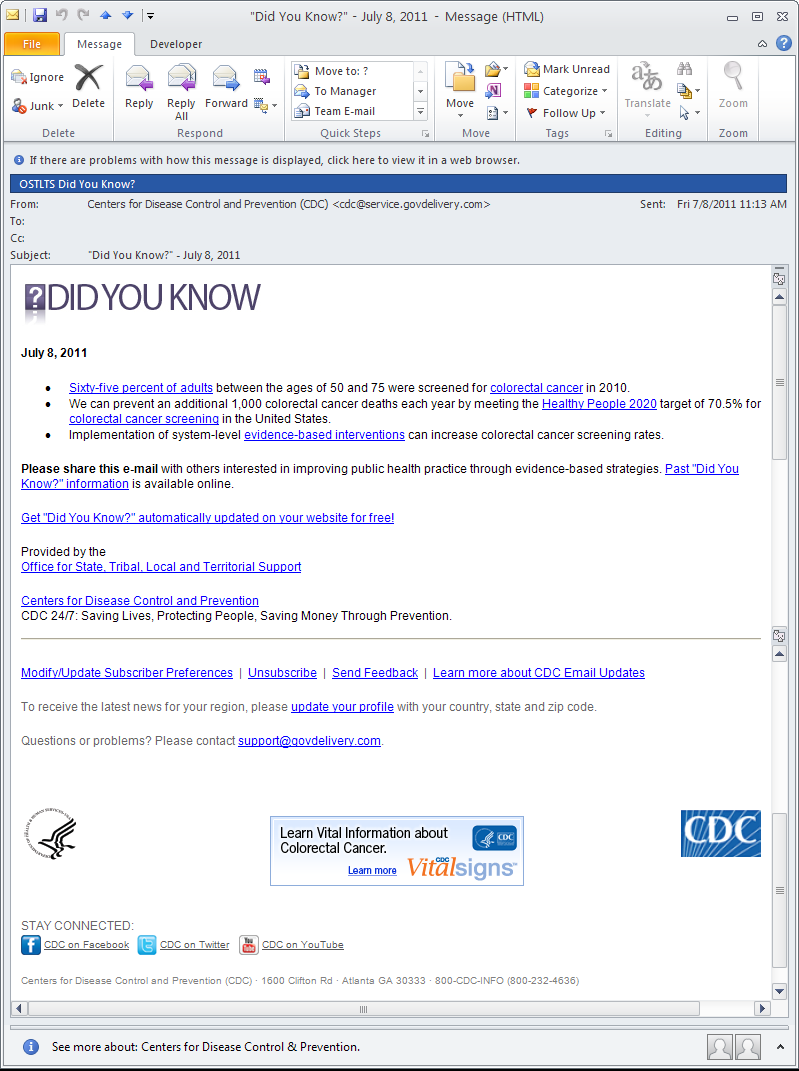 "Did You Know?" - July 8, 2011 - Message (HTML)
File Message Developer
Ignore
Junk
Delete
Reply
Reply All
Forward
Move to: ?
To Manager
Team E-mail
Move
Mark Unread
Categorize
Follow Up
Translate
Zoom
Delete Respond Quick Steps Move Tags Editing Zoom
If there are problems with how this message is displayed, click here to view it in a web browser.
OSTLTS Did You Know?
From: Centers for Disease Control and Prevention (CDC) <cdc@service.govdelivery.com> Sent: Fri 7/8/2011 11:13 AM
To:
Cc:
Subject: "Did You Know?" - July 8, 2011
? DID YOU KNOW
July 8, 2011
• Sixty-five percent of adults between the ages of 50 and 75 were screened for colorectal cancer in 2010.
• We can prevent an additional 1,000 colorectal cancer deaths each year by meeting the Healthy People 2020 target of 70.5% for
colorectal cancer screening in the United States.
• Implementation of system-level evidence-based interventions can increase colorectal cancer screening rates.
Please share this e-mail with others interested in improving public health practice through evidence-based strategies. Past "Did You
Know?" information is available online.
Get "Did You Know?" automatically updated on your website for free!
Provided by the
Office for State, Tribal, Local and Territorial Support
Centers for Disease Control and Prevention
CDC 24/7: Saving Lives, Protecting People, Saving Money Through Prevention.
Modify/Update Subscriber Preferences | Unsubscribe | Send Feedback | Learn more about CDC Email Updates
To receive the latest news for your region, please update your profile with your country, state and zip code.
Questions or problems? Please contact support@govdelivery.com.
Learn Vital Information about
Colorectal Cancer.
Learn more
CDC
CDC
Vitalsigns™
CDC
STAY CONNECTED:
CDC on Facebook CDC on Twitter CDC on YouTube
Centers for Disease Control and Prevention (CDC) · 1600 Clifton Rd · Atlanta GA 30333 · 800-CDC-INFO (800-232-4636)
See more about: Centers for Disease Control & Prevention.